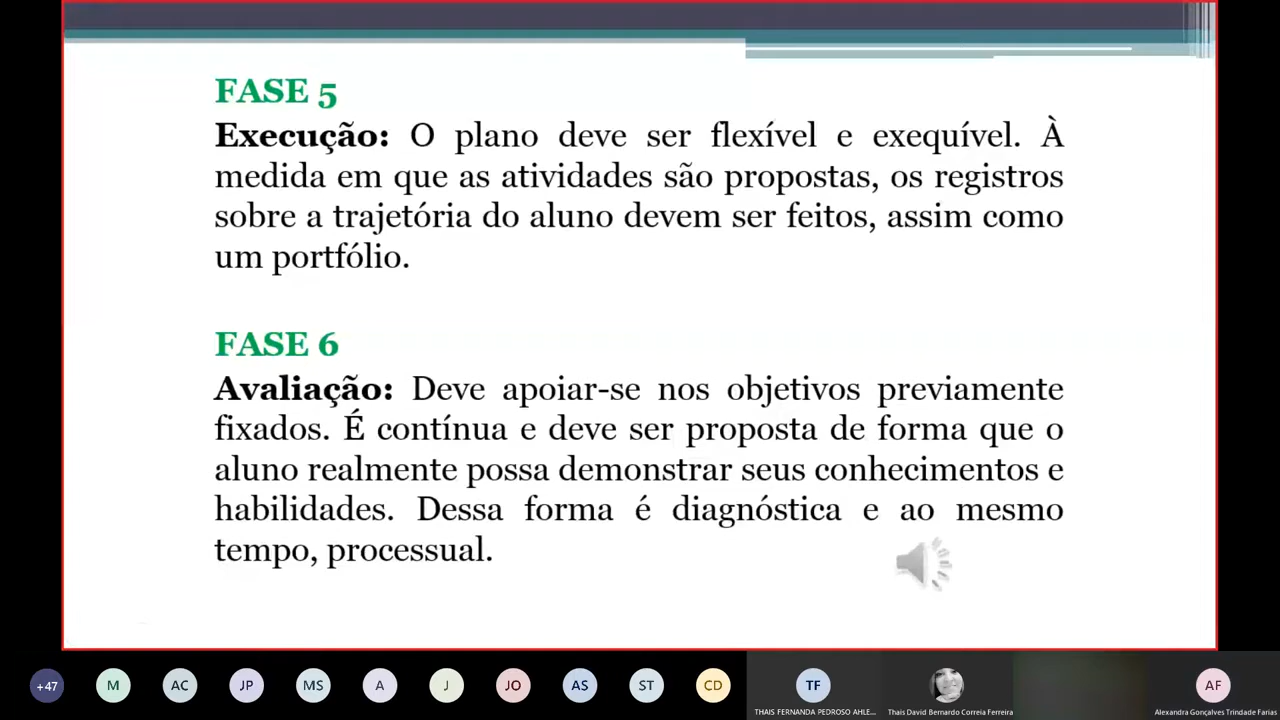 FASE 5
Execução: O plano deve ser flexível e exequível. À
medida em que as atividades são propostas, os registros
sobre a trajetória do aluno devem ser feitos, assim como
um portfólio.
FASE 6
Avaliação: Deve apoiar-se nos objetivos previamente
fixados. É contínua e deve ser proposta de forma que o
aluno realmente possa demonstrar seus conhecimentos e
habilidades. Dessa forma é diagnóstica e ao mesmo
tempo, processual.
+47 M AC JP MS A J JO AS ST CD TF AF
THAIS FERNANDA PEDROSO AHLE... Thais David Bernardo Correia Ferreira Alexandra Gonçalves Trindade Farias